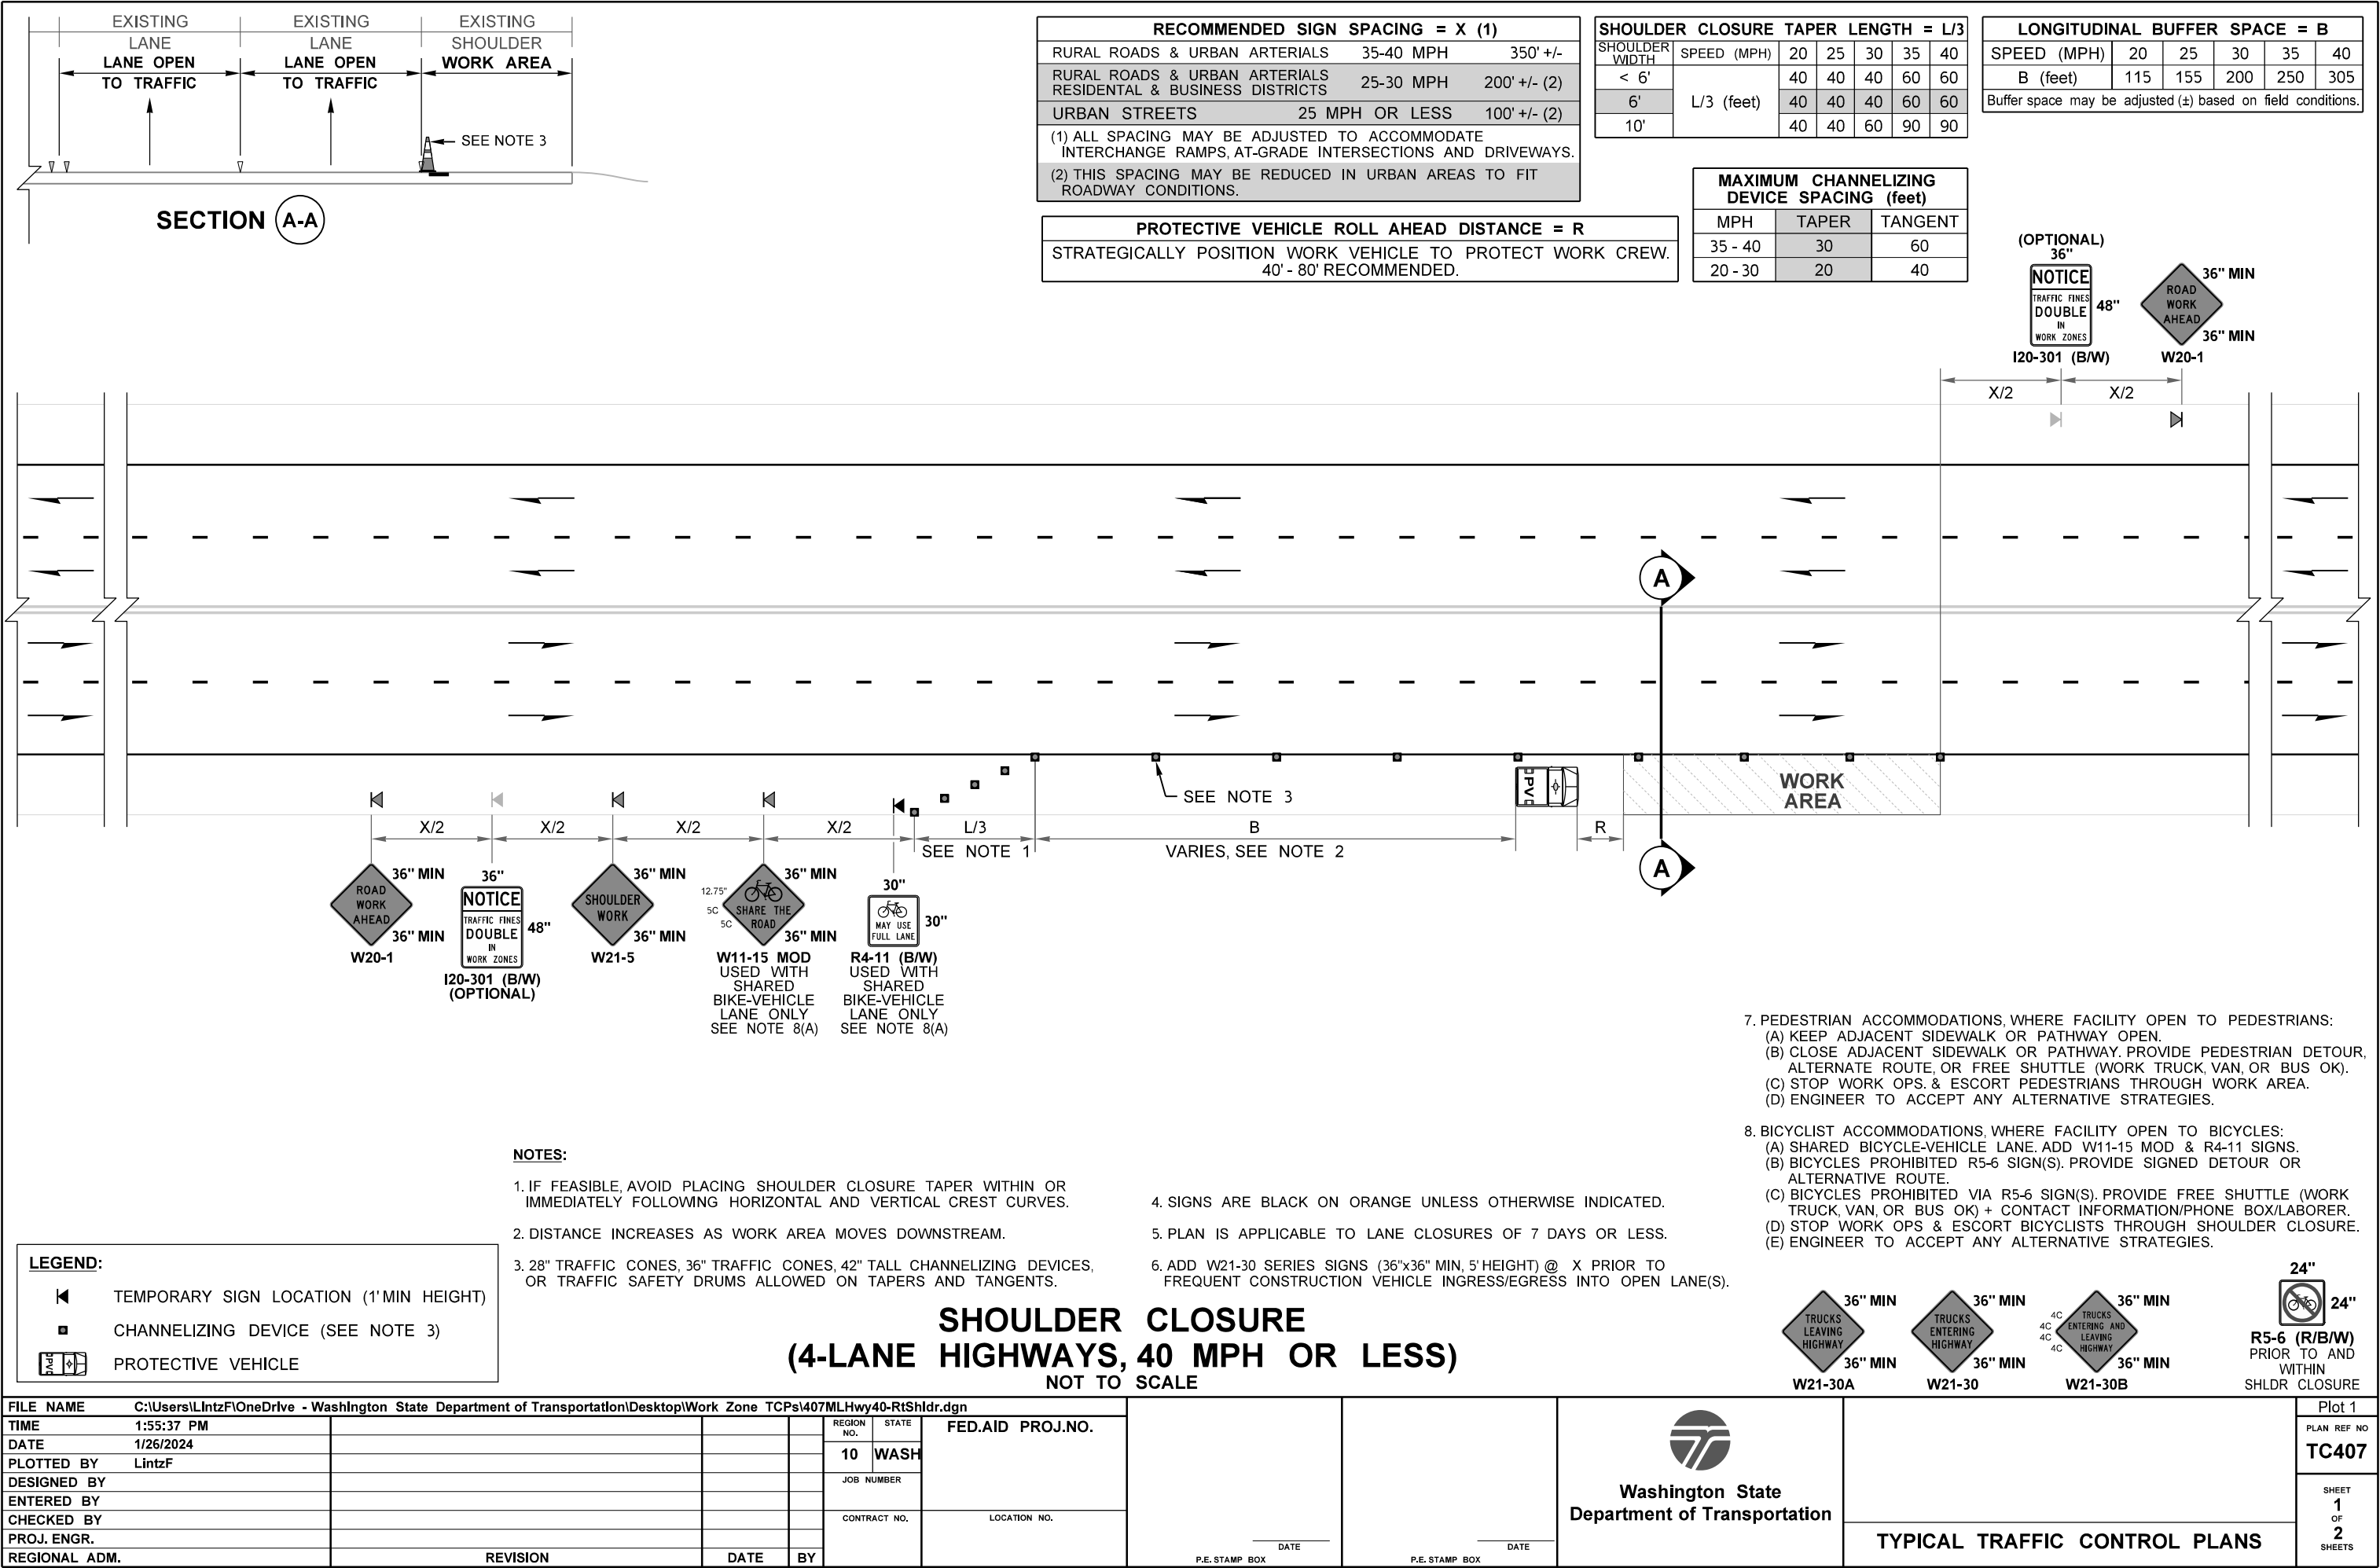 EXISTING EXISTING EXISTING
LANE LANE SHOULDER
LANE OPEN LANE OPEN WORK AREA
TO TRAFFIC TO TRAFFIC
SEE NOTE 3
SECTION A-A
RECOMMENDED SIGN SPACING = X (1)
RURAL ROADS & URBAN ARTERIALS 35-40 MPH 350' +/-
RURAL ROADS & URBAN ARTERIALS
RESIDENTAL & BUSINESS DISTRICTS 25-30 MPH 200' +/- (2)
URBAN STREETS 25 MPH OR LESS 100' +/- (2)
(1) ALL SPACING MAY BE ADJUSTED TO ACCOMMODATE
INTERCHANGE RAMPS, AT-GRADE INTERSECTIONS AND DRIVEWAYS.
(2) THIS SPACING MAY BE REDUCED IN URBAN AREAS TO FIT
ROADWAY CONDITIONS.
SHOULDER CLOSURE TAPER LENGTH = L/3
SHOULDER
WIDTH SPEED (MPH) 20 25 30 35 40
< 6' 40 40 40 60 60
6' L/3 (feet) 40 40 40 60 60
10' 40 40 60 90 90
LONGITUDINAL BUFFER SPACE = B
SPEED (MPH) 20 25 30 35 40
B (feet) 115 155 200 250 305
Buffer space may be adjusted (±) based on field conditions.
PROTECTIVE VEHICLE ROLL AHEAD DISTANCE = R
STRATEGICALLY POSITION WORK VEHICLE TO PROTECT WORK CREW.
40' - 80' RECOMMENDED.
MAXIMUM CHANNELIZING
DEVICE SPACING (feet)
MPH TAPER TANGENT
35 - 40 30 60
20 - 30 20 40
(OPTIONAL)
36"
NOTICE
TRAFFIC FINES
DOUBLE
IN
WORK ZONES
48"
I20-301 (B/W)
ROAD
WORK
AHEAD
36" MIN
36" MIN
W20-1
X/2 X/2
A
PV
WORK
AREA
SEE NOTE 3
X/2 X/2 X/2 X/2 L/3 B R
SEE NOTE 1 VARIES, SEE NOTE 2
A
ROAD
WORK
AHEAD
36" MIN
36" MIN
W20-1
36"
NOTICE
TRAFFIC FINES
DOUBLE
IN
WORK ZONES
48"
I20-301 (B/W)
(OPTIONAL)
SHOULDER
WORK
36" MIN
36" MIN
W21-5
12.75"
5C
5C
SHARE THE
ROAD
36" MIN
36" MIN
W11-15 MOD
USED WITH
SHARED
BIKE-VEHICLE
LANE ONLY
SEE NOTE 8(A)
30"
MAY USE
FULL LANE
30"
R4-11 (B/W)
USED WITH
SHARED
BIKE-VEHICLE
LANE ONLY
SEE NOTE 8(A)
NOTES:
1. IF FEASIBLE, AVOID PLACING SHOULDER CLOSURE TAPER WITHIN OR
IMMEDIATELY FOLLOWING HORIZONTAL AND VERTICAL CREST CURVES.
2. DISTANCE INCREASES AS WORK AREA MOVES DOWNSTREAM.
3. 28" TRAFFIC CONES, 36" TRAFFIC CONES, 42" TALL CHANNELIZING DEVICES,
OR TRAFFIC SAFETY DRUMS ALLOWED ON TAPERS AND TANGENTS.
4. SIGNS ARE BLACK ON ORANGE UNLESS OTHERWISE INDICATED.
5. PLAN IS APPLICABLE TO LANE CLOSURES OF 7 DAYS OR LESS.
6. ADD W21-30 SERIES SIGNS (36"x36" MIN, 5' HEIGHT) @ X PRIOR TO
FREQUENT CONSTRUCTION VEHICLE INGRESS/EGRESS INTO OPEN LANE(S).
7. PEDESTRIAN ACCOMMODATIONS, WHERE FACILITY OPEN TO PEDESTRIANS:
(A) KEEP ADJACENT SIDEWALK OR PATHWAY OPEN.
(B) CLOSE ADJACENT SIDEWALK OR PATHWAY. PROVIDE PEDESTRIAN DETOUR,
ALTERNATE ROUTE, OR FREE SHUTTLE (WORK TRUCK, VAN, OR BUS OK).
(C) STOP WORK OPS. & ESCORT PEDESTRIANS THROUGH WORK AREA.
(D) ENGINEER TO ACCEPT ANY ALTERNATIVE STRATEGIES.
8. BICYCLIST ACCOMMODATIONS, WHERE FACILITY OPEN TO BICYCLES:
(A) SHARED BICYCLE-VEHICLE LANE. ADD W11-15 MOD & R4-11 SIGNS.
(B) BICYCLES PROHIBITED R5-6 SIGN(S). PROVIDE SIGNED DETOUR OR
ALTERNATIVE ROUTE.
(C) BICYCLES PROHIBITED VIA R5-6 SIGN(S). PROVIDE FREE SHUTTLE (WORK
TRUCK, VAN, OR BUS OK) + CONTACT INFORMATION/PHONE BOX/LABORER.
(D) STOP WORK OPS & ESCORT BICYCLISTS THROUGH SHOULDER CLOSURE.
(E) ENGINEER TO ACCEPT ANY ALTERNATIVE STRATEGIES.
LEGEND:
TEMPORARY SIGN LOCATION (1' MIN HEIGHT)
CHANNELIZING DEVICE (SEE NOTE 3)
PV PROTECTIVE VEHICLE
SHOULDER CLOSURE
(4-LANE HIGHWAYS, 40 MPH OR LESS)
NOT TO SCALE
TRUCKS
LEAVING
HIGHWAY
36" MIN
36" MIN
W21-30A
TRUCKS
ENTERING
HIGHWAY
36" MIN
36" MIN
W21-30
4C
4C
4C
4C
TRUCKS
ENTERING AND
LEAVING
HIGHWAY
36" MIN
36" MIN
W21-30B
24"
24"
R5-6 (R/B/W)
PRIOR TO AND
WITHIN
SHLDR CLOSURE
FILE NAME C:\Users\LintzF\OneDrive - Washington State Department of Transportation\Desktop\Work Zone TCPs\407MLHwy40-RtShldr.dgn
TIME 1:55:37 PM
DATE 1/26/2024
PLOTTED BY LintzF
DESIGNED BY
ENTERED BY
CHECKED BY
PROJ. ENGR.
REGIONAL ADM. REVISION DATE BY
REGION
NO. STATE
10 WASH
JOB NUMBER
CONTRACT NO.
FED.AID PROJ.NO.
LOCATION NO.
DATE
P.E. STAMP BOX
DATE
P.E. STAMP BOX
Washington State
Department of Transportation
TYPICAL TRAFFIC CONTROL PLANS
Plot 1
PLAN REF NO
TC407
SHEET
1
OF
2
SHEETS